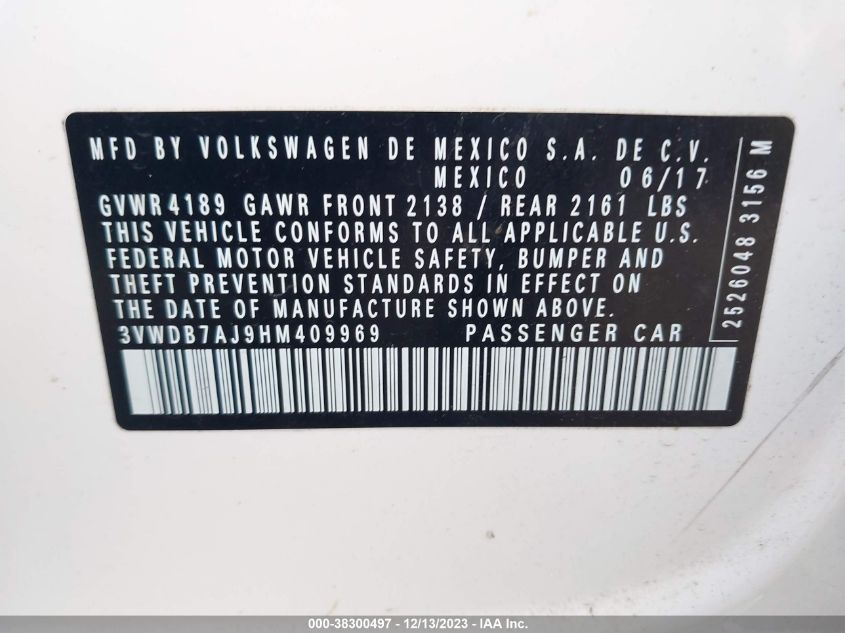 MFD BY VOLKSWAGEN DE MEXICO S.A. DE C.V.
MEXICO 06/17
GVWR 4189 GAWR FRONT 2138 / REAR 2161 LBS
THIS VEHICLE CONFORMS TO ALL APPLICABLE U.S.
FEDERAL MOTOR VEHICLE SAFETY, BUMPER AND
THEFT PREVENTION STANDARDS IN EFFECT ON
THE DATE OF MANUFACTURE SHOWN ABOVE.
3VWDB7AJ9HM409969 PASSENGER CAR
2526048 3156 M
000-38300497 - 12/13/2023 - IAA Inc.